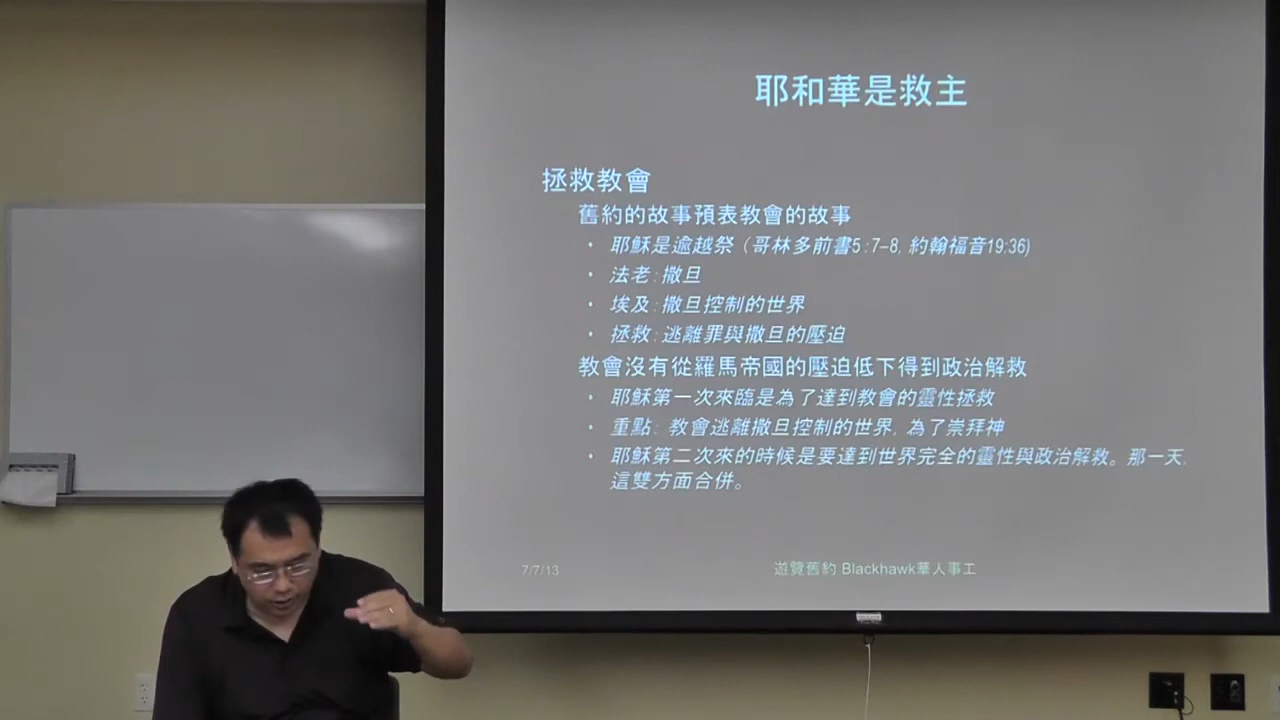 耶和華是救主
拯救教會
舊約的故事預表教會的故事
• 耶穌是逾越祭（哥林多前書5:7–8, 約翰福音19:36)
• 法老：撒旦
• 埃及：撒旦控制的世界
• 拯救：逃離罪與撒旦的壓迫
教會沒有從羅馬帝國的壓迫低下得到政治解救
• 耶穌第一次來臨是為了達到教會的靈性拯救
• 重點：教會逃離撒旦控制的世界, 為了崇拜神
• 耶穌第二次來的時候是要達到世界完全的靈性與政治解救。那一天,
這雙方面合併。
7/7/13
遊覽舊約 Blackhawk華人事工